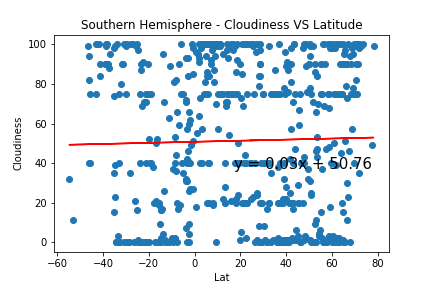 Southern Hemisphere - Cloudiness VS Latitude
100
80
60
40
20
0
Cloudiness
y = 0.03x + 50.76
−60 −40 −20 0 20 40 60 80
Lat